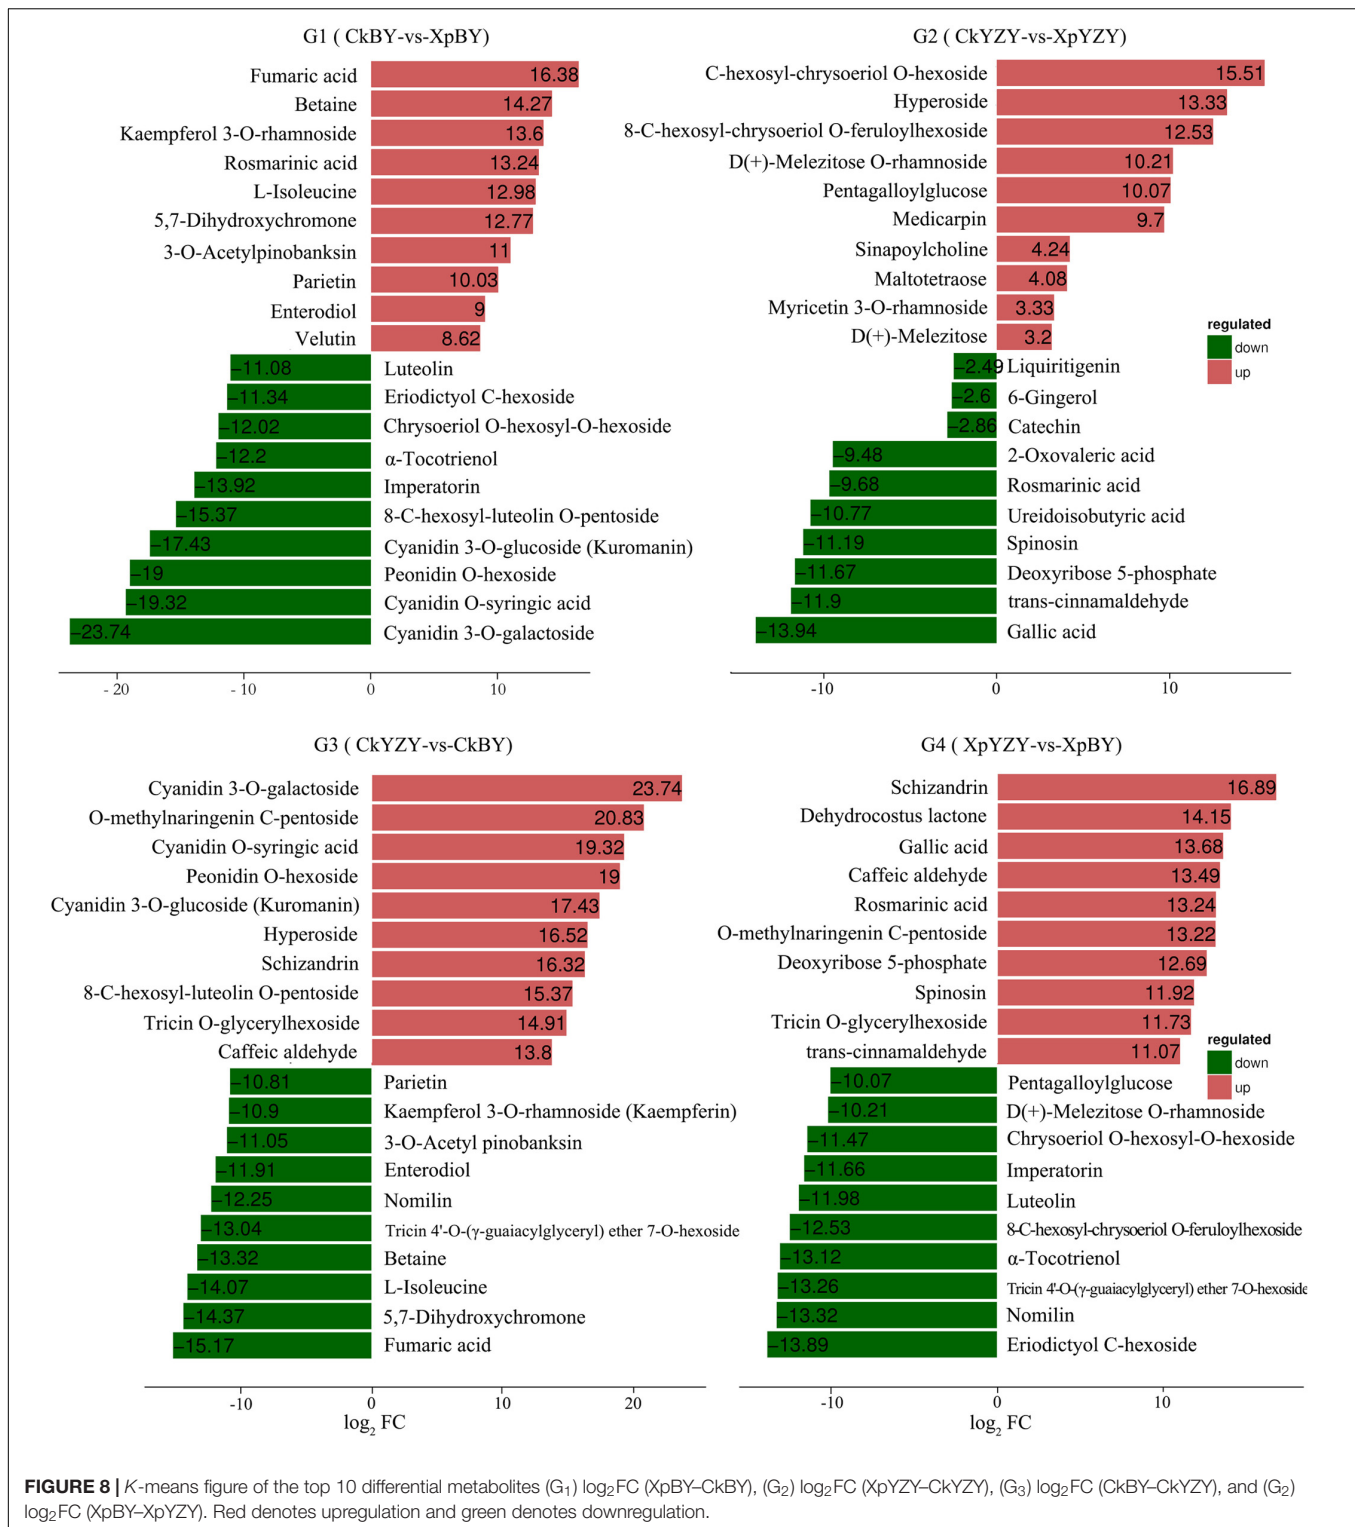 G1 ( CkBY-vs-XpBY)
Fumaric acid 16.38
Betaine 14.27
Kaempferol 3-O-rhamnoside 13.6
Rosmarinic acid 13.24
L-Isoleucine 12.98
5,7-Dihydroxychromone 12.77
3-O-Acetylpinobanksin 11
Parietin 10.03
Enterodiol 9
Velutin 8.62
−11.08 Luteolin
−11.34 Eriodictyol C-hexoside
−12.02 Chrysoeriol O-hexosyl-O-hexoside
−12.2 α-Tocotrienol
−13.92 Imperatorin
−15.37 8-C-hexosyl-luteolin O-pentoside
−17.43 Cyanidin 3-O-glucoside (Kuromanin)
−19 Peonidin O-hexoside
−19.32 Cyanidin O-syringic acid
−23.74 Cyanidin 3-O-galactoside
- 20 - 10 0 10
G2 ( CkYZY-vs-XpYZY)
C-hexosyl-chrysoeriol O-hexoside 15.51
Hyperoside 13.33
8-C-hexosyl-chrysoeriol O-feruloylhexoside 12.53
D(+)-Melezitose O-rhamnoside 10.21
Pentagalloylglucose 10.07
Medicarpin 9.7
Sinapoylcholine 4.24
Maltotetraose 4.08
Myricetin 3-O-rhamnoside 3.33
D(+)-Melezitose 3.2
−2.49 Liquiritigenin
−2.6 6-Gingerol
−2.86 Catechin
−9.48 2-Oxovaleric acid
−9.68 Rosmarinic acid
−10.77 Ureidoisobutyric acid
−11.19 Spinosin
−11.67 Deoxyribose 5-phosphate
−11.9 trans-cinnamaldehyde
−13.94 Gallic acid
-10 0 10
regulated
down
up
G3 ( CkYZY-vs-CkBY)
Cyanidin 3-O-galactoside 23.74
O-methylnaringenin C-pentoside 20.83
Cyanidin O-syringic acid 19.32
Peonidin O-hexoside 19
Cyanidin 3-O-glucoside (Kuromanin) 17.43
Hyperoside 16.52
Schizandrin 16.32
8-C-hexosyl-luteolin O-pentoside 15.37
Tricin O-glycerylhexoside 14.91
Caffeic aldehyde 13.8
−10.81 Parietin
−10.9 Kaempferol 3-O-rhamnoside (Kaempferin)
−11.05 3-O-Acetyl pinobanksin
−11.91 Enterodiol
−12.25 Nomilin
−13.04 Tricin 4'-O-(γ-guaiacylglyceryl) ether 7-O-hexoside
−13.32 Betaine
−14.07 L-Isoleucine
−14.37 5,7-Dihydroxychromone
−15.17 Fumaric acid
-10 0 10 20
log2 FC
G4 ( XpYZY-vs-XpBY)
Schizandrin 16.89
Dehydrocostus lactone 14.15
Gallic acid 13.68
Caffeic aldehyde 13.49
Rosmarinic acid 13.24
O-methylnaringenin C-pentoside 13.22
Deoxyribose 5-phosphate 12.69
Spinosin 11.92
Tricin O-glycerylhexoside 11.73
trans-cinnamaldehyde 11.07
−10.07 Pentagalloylglucose
−10.21 D(+)-Melezitose O-rhamnoside
−11.47 Chrysoeriol O-hexosyl-O-hexoside
−11.66 Imperatorin
−11.98 Luteolin
−12.53 8-C-hexosyl-chrysoeriol O-feruloylhexoside
−13.12 α-Tocotrienol
−13.26 Tricin 4'-O-(γ-guaiacylglyceryl) ether 7-O-hexoside
−13.32 Nomilin
−13.89 Eriodictyol C-hexoside
-10 0 10
log2 FC
regulated
down
up
FIGURE 8 | K-means figure of the top 10 differential metabolites (G1) log2FC (XpBY–CkBY), (G2) log2FC (XpYZY–CkYZY), (G3) log2FC (CkBY–CkYZY), and (G2)
log2FC (XpBY–XpYZY). Red denotes upregulation and green denotes downregulation.